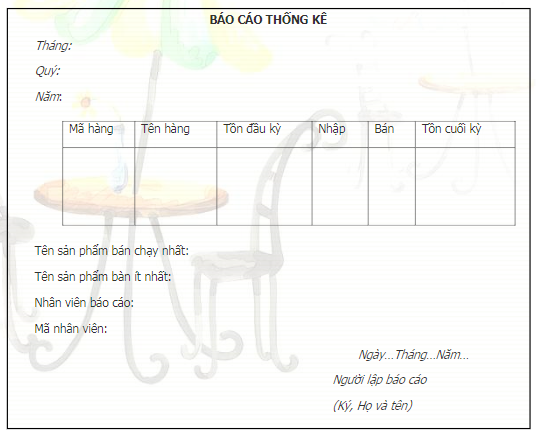 BÁO CÁO THỐNG KÊ
Tháng:
Quý:
Năm:
Mã hàng Tên hàng Tồn đầu kỳ Nhập Bán Tồn cuối kỳ
Tên sản phẩm bán chạy nhất:
Tên sản phẩm bàn ít nhất:
Nhân viên báo cáo:
Mã nhân viên:
Ngày...Tháng...Năm...
Người lập báo cáo
(Ký, Họ và tên)